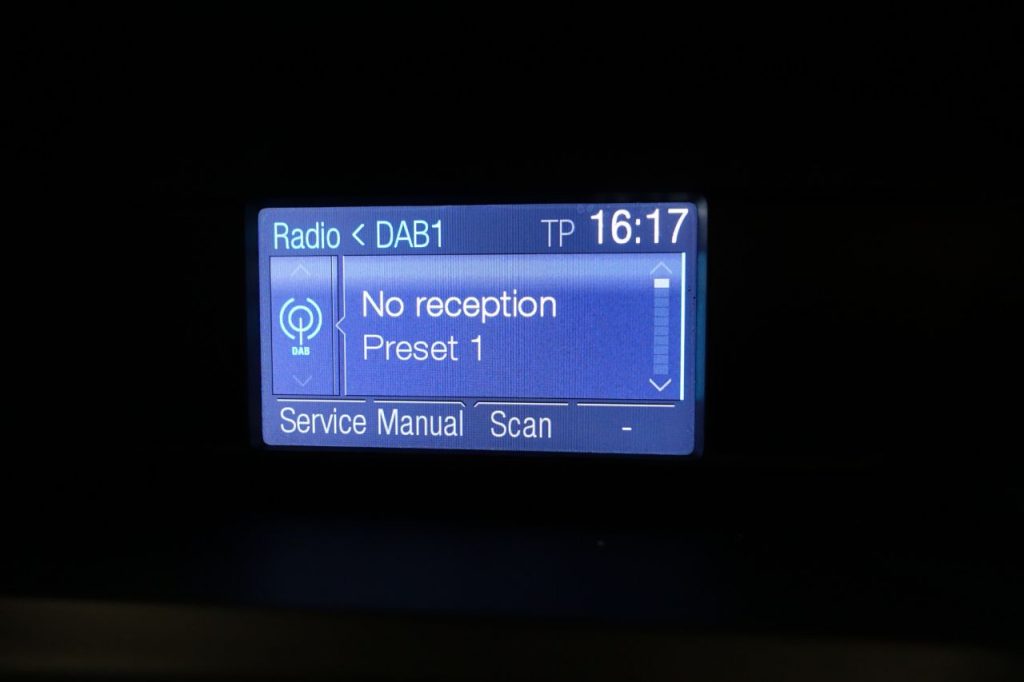 Radio < DAB1 TP 16:17
No reception
DAB
Preset 1
Service Manual Scan -